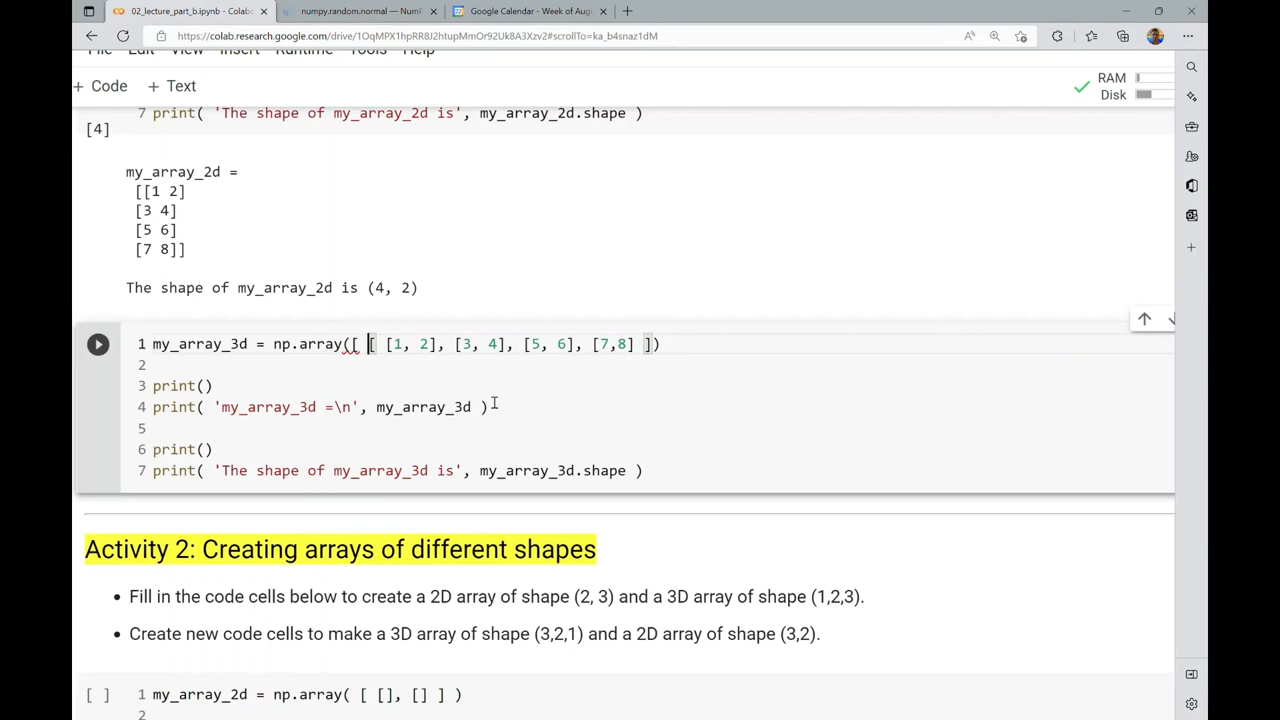 02_lecture_part_b.ipynb - Colabo
numpy.random.normal — NumP
Google Calendar - Week of Aug
https://colab.research.google.com/drive/1OqMPX1hpRR8J2htupMmOr92Uk8A3Xzv2#scrollTo=ka_b4snaz1dM
File Edit View Insert Runtime Tools Help
+ Code + Text
RAM
Disk
7 print( 'The shape of my_array_2d is', my_array_2d.shape )
[4]
my_array_2d =
[[1 2]
[3 4]
[5 6]
[7 8]]
The shape of my_array_2d is (4, 2)
1 my_array_3d = np.array([ [ [1, 2], [3, 4], [5, 6], [7,8] ])
2
3 print()
4 print( 'my_array_3d =\n', my_array_3d )
5
6 print()
7 print( 'The shape of my_array_3d is', my_array_3d.shape )
Activity 2: Creating arrays of different shapes
• Fill in the code cells below to create a 2D array of shape (2, 3) and a 3D array of shape (1,2,3).
• Create new code cells to make a 3D array of shape (3,2,1) and a 2D array of shape (3,2).
[ ] 1 my_array_2d = np.array( [ [], [] ] )
2